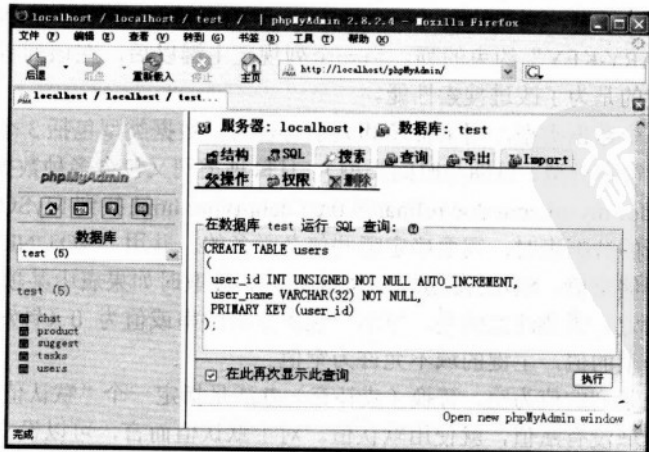 localhost / localhost / test / | phpMyAdmin 2.8.2.4 - Mozilla Firefox
文件 (F) 编辑 (E) 查看 (V) 转到 (G) 书签 (B) 工具 (T) 帮助 (H)
后退 前进 重新载入 停止 主页 http://localhost/phpMyAdmin/ G
localhost / localhost / test...
phpMyAdmin
数据库
test (5)
test (5)
chat
product
suggest
tasks
users
服务器: localhost 数据库: test
结构 SQL 搜索 查询 导出 Import
操作 权限 删除
在数据库 test 运行 SQL 查询:
CREATE TABLE users
(
user_id INT UNSIGNED NOT NULL AUTO_INCREMENT,
user_name VARCHAR(32) NOT NULL,
PRIMARY KEY (user_id)
);
在此再次显示此查询 执行
Open new phpMyAdmin window
完成